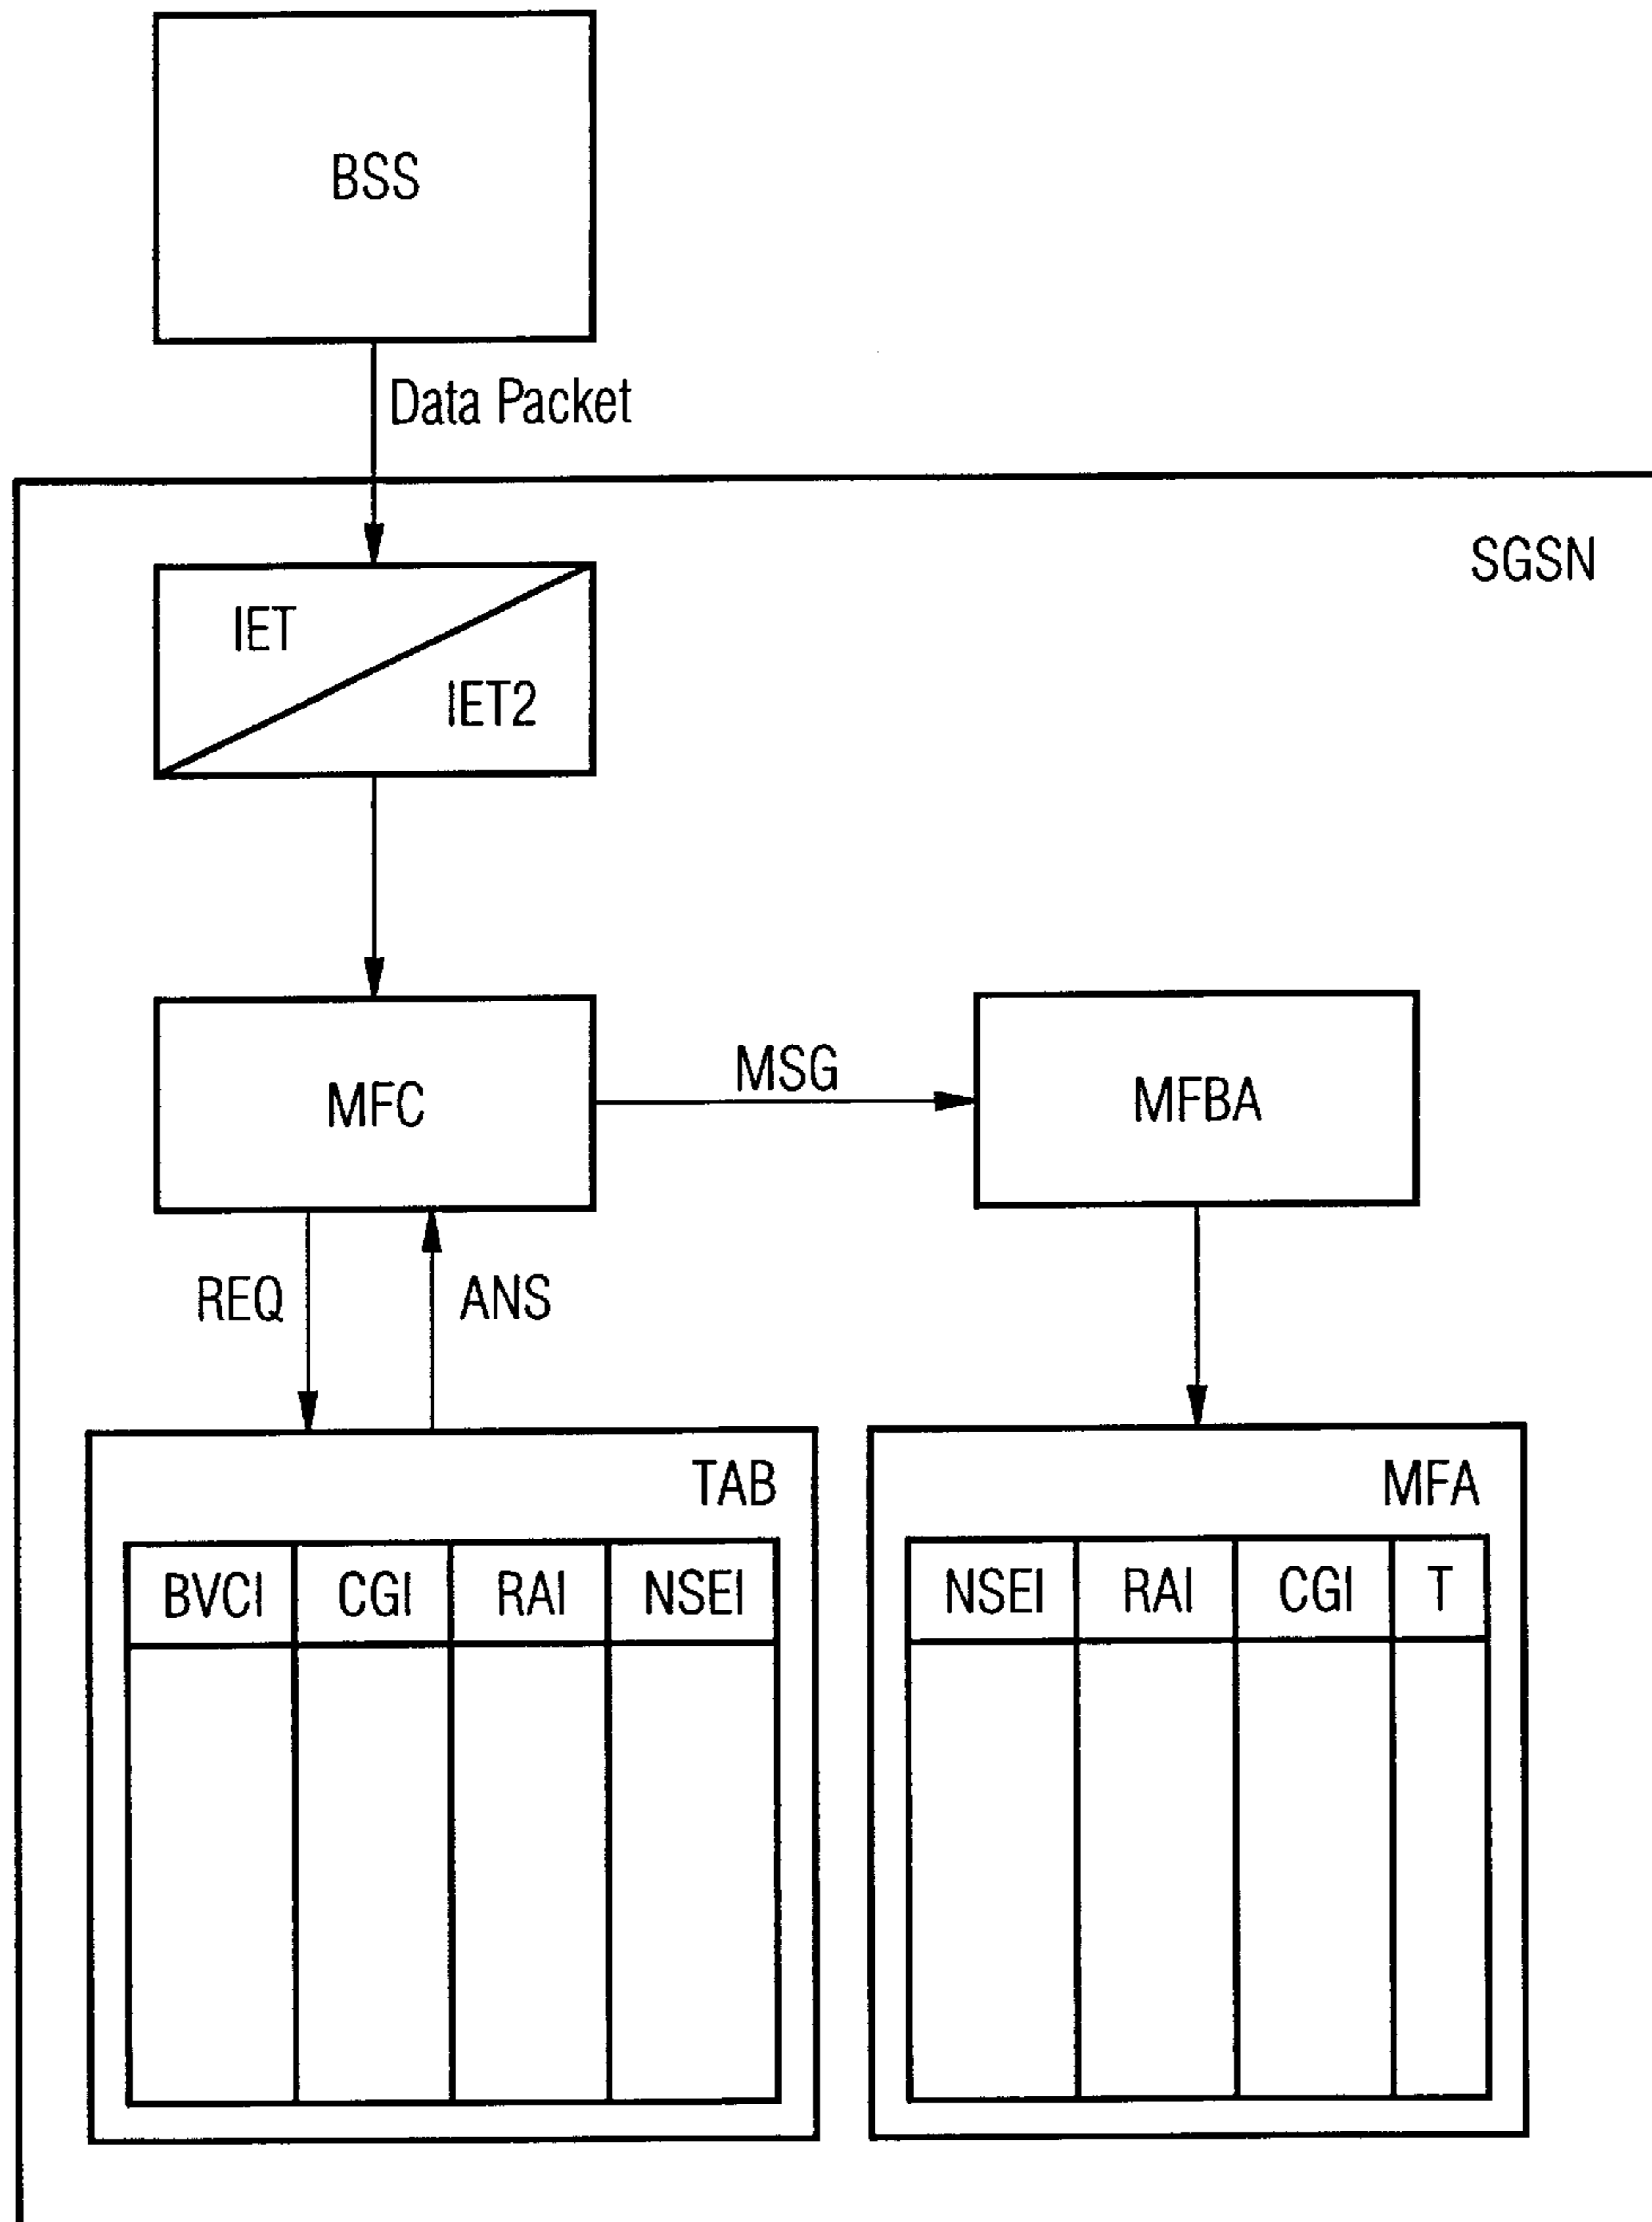 BSS
Data Packet
SGSN
IET
IET2
MFC
MSG
MFBA
REQ
ANS
TAB
BVCI CGI RAI NSEI
MFA
NSEI RAI CGI T